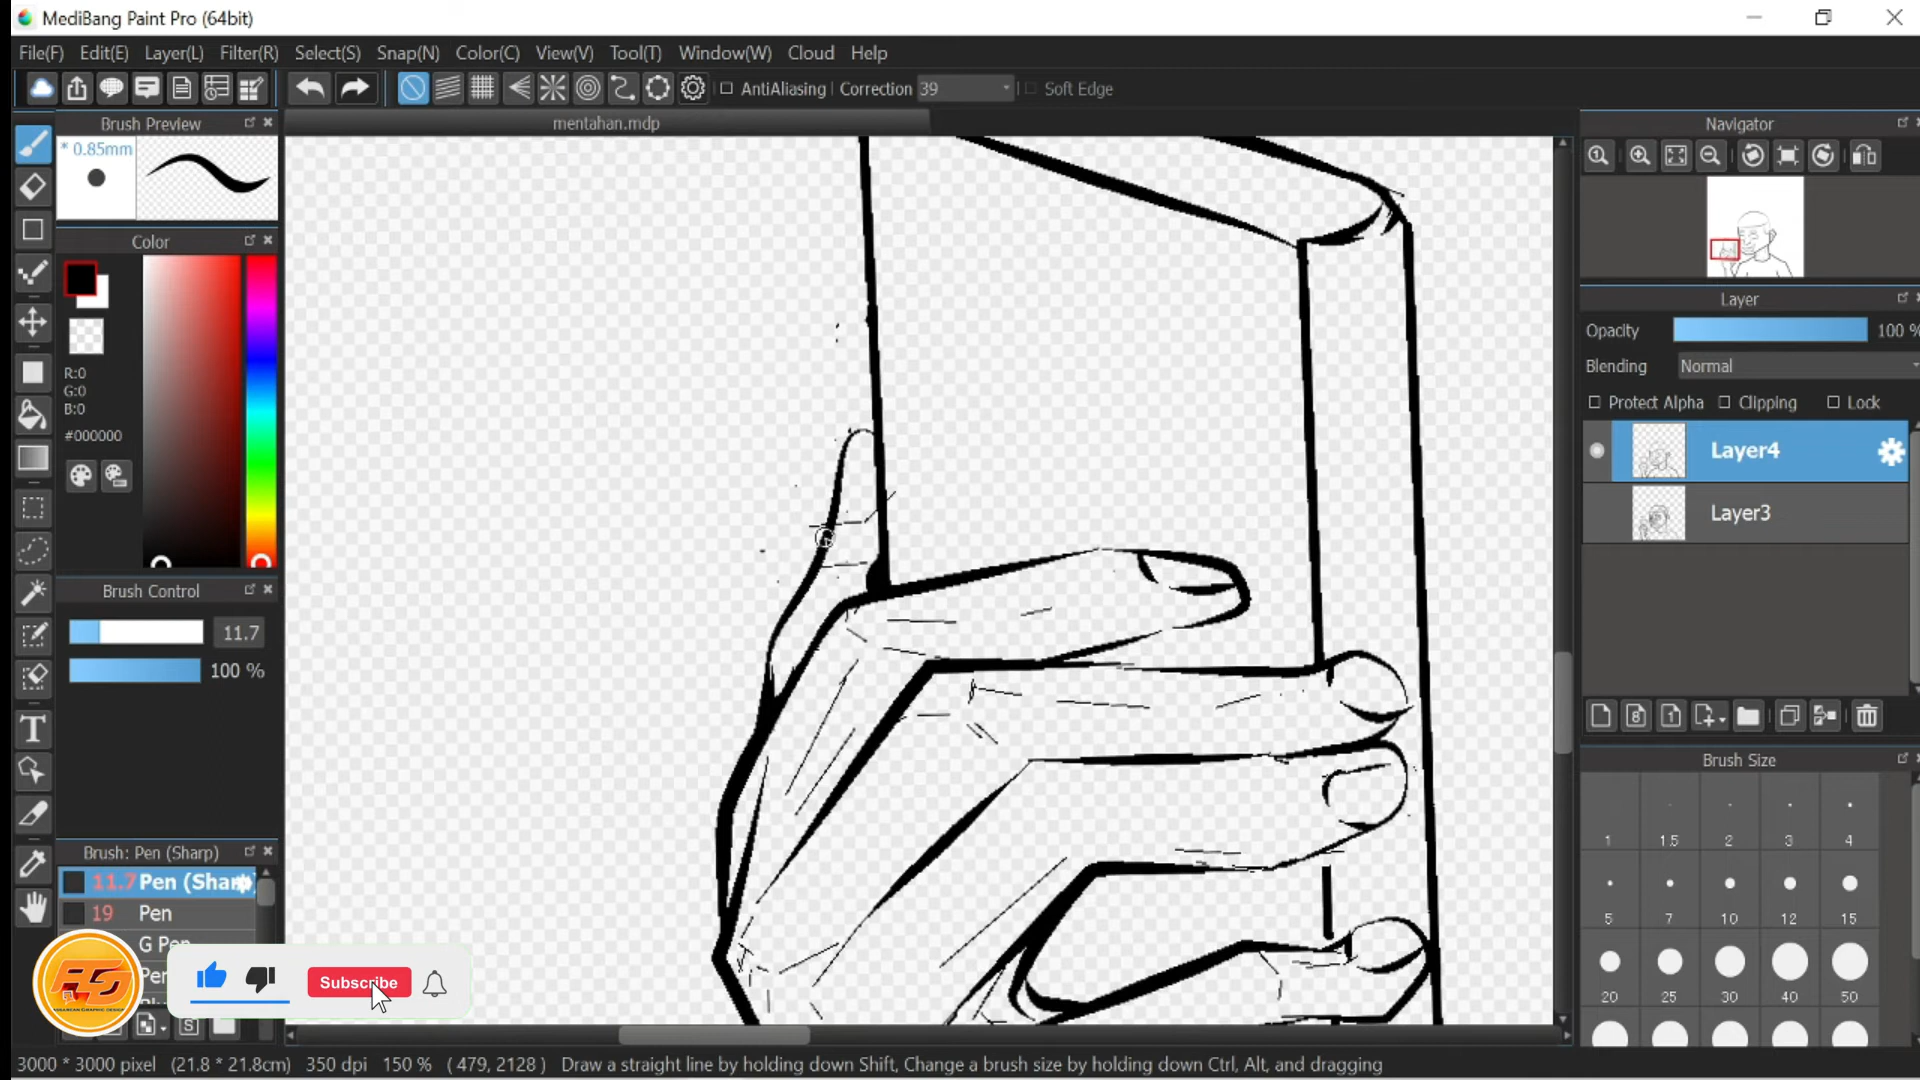 MediBang Paint Pro (64bit)
File(F) Edit(E) Layer(L) Filter(R) Select(S) Snap(N) Color(C) View(V) Tool(T) Window(W) Cloud Help
AntiAliasing Correction 39 Soft Edge
Brush Preview
mentahan.mdp
Navigator
* 0.85mm
Color
Layer
Opacity 100 %
Blending Normal
R:0
G:0
B:0
Protect Alpha Clipping Lock
#000000
Layer4
Layer3
Brush Control
11.7
100 %
T
8 1
Brush Size
1 1.5 2 3 4
Brush: Pen (Sharp)
11.7 Pen (Shar
19 Pen
5 7 10 12 15
G Pen
Subscribe
20 25 30 40 50
S
3000 * 3000 pixel (21.8 * 21.8cm) 350 dpi 150 % ( 479, 2128 ) Draw a straight line by holding down Shift, Change a brush size by holding down Ctrl, Alt, and dragging